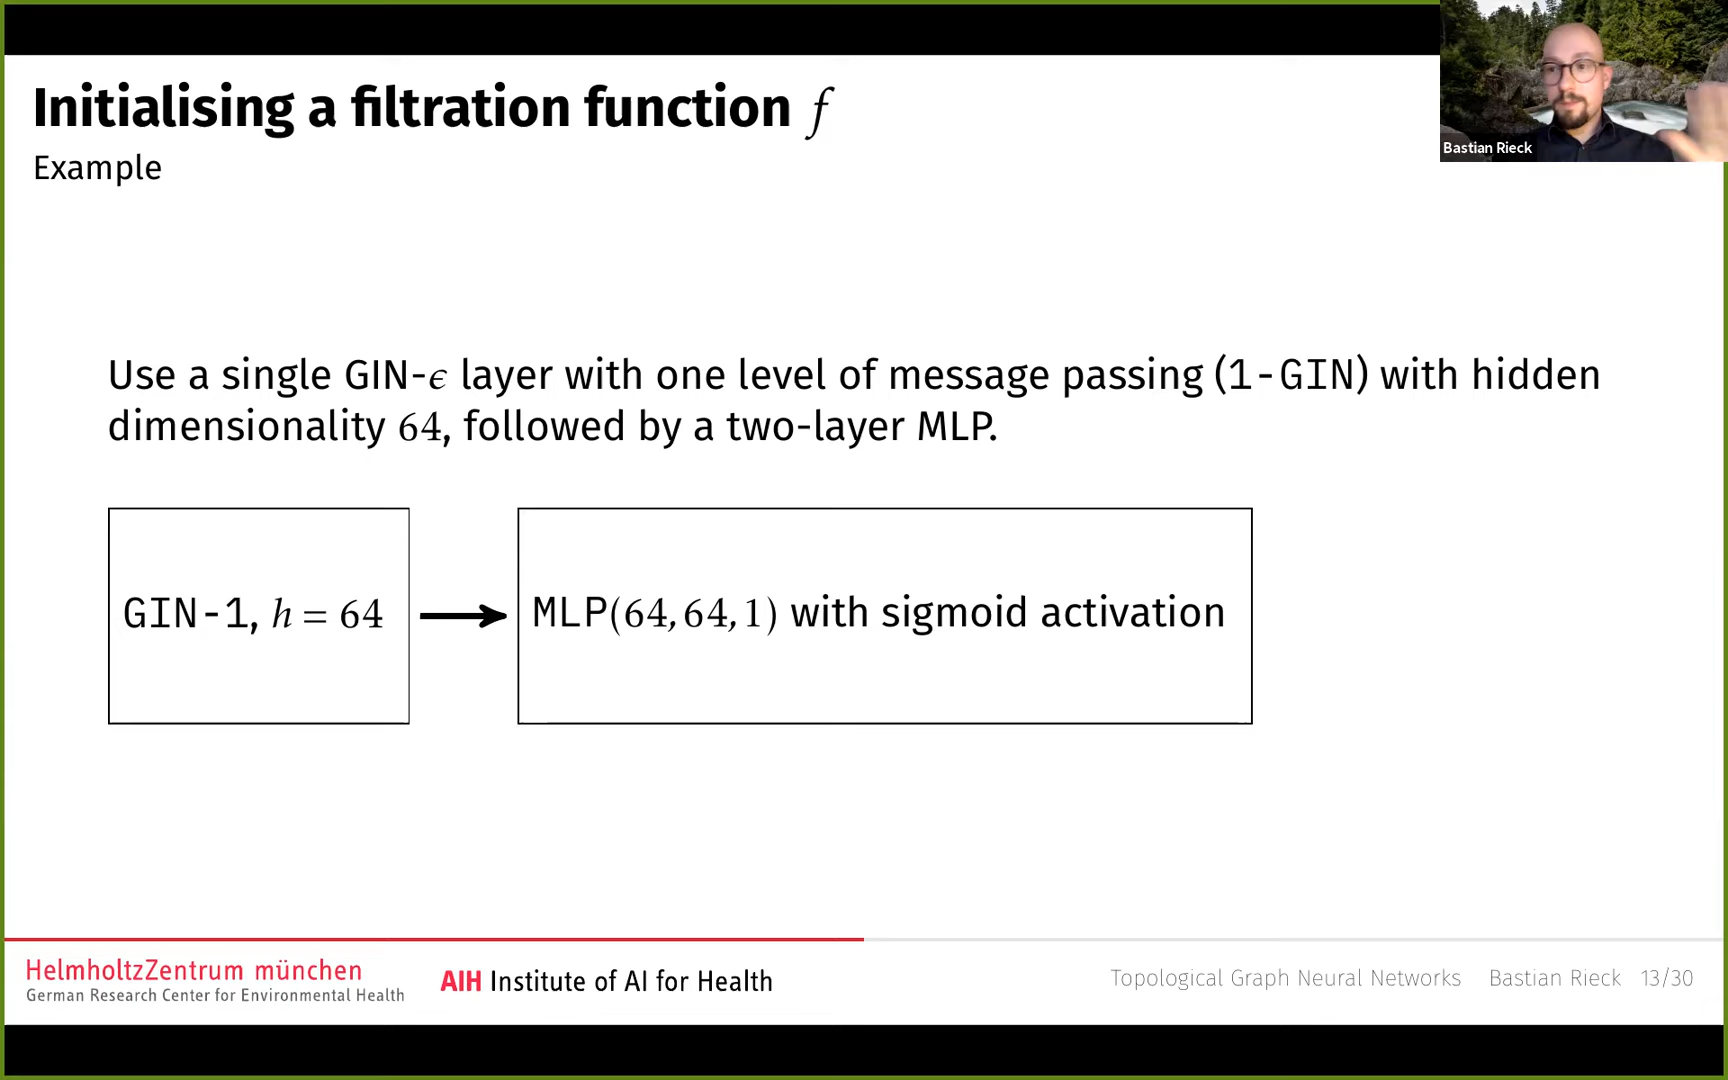 Initialising a filtration function f
Example
Bastian Rieck
Use a single GIN-ϵ layer with one level of message passing (1-GIN) with hidden
dimensionality 64, followed by a two-layer MLP.
GIN-1, h = 64
MLP(64, 64, 1) with sigmoid activation
HelmholtzZentrum münchen
German Research Center for Environmental Health
AIH Institute of AI for Health
Topological Graph Neural Networks Bastian Rieck 13/30